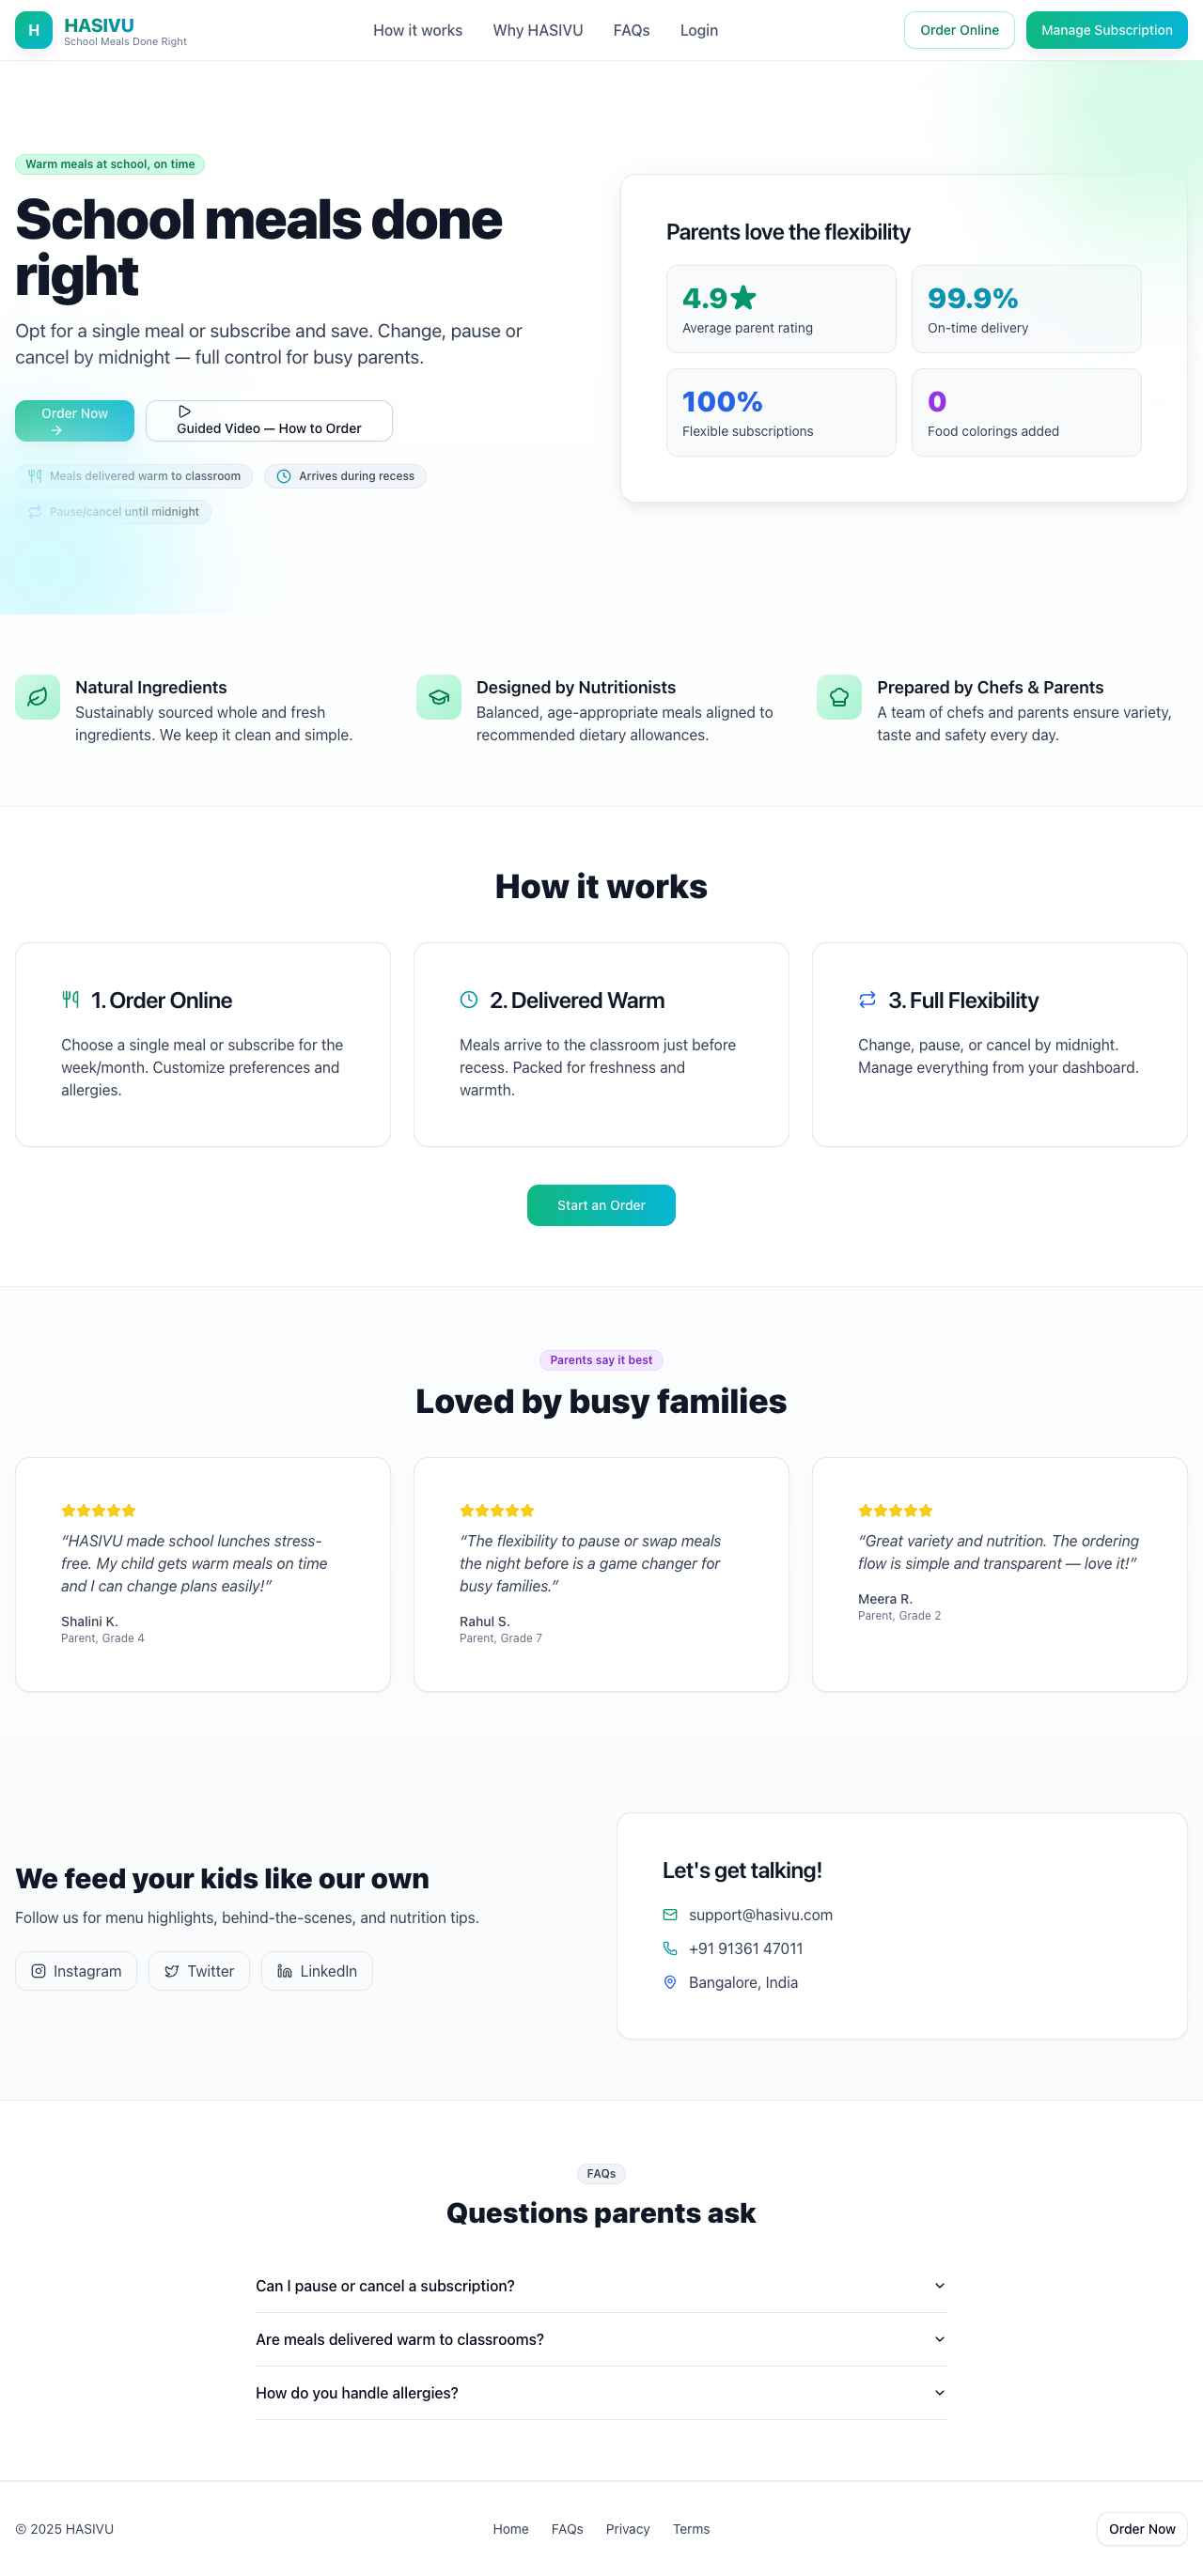 H
HASIVU
School Meals Done Right
How it works
Why HASIVU
FAQs
Login
Order Online
Manage Subscription
Warm meals at school, on time
School meals done
right
Opt for a single meal or subscribe and save. Change, pause or
cancel by midnight — full control for busy parents.
Order Now
Guided Video — How to Order
Meals delivered warm to classroom
Arrives during recess
Pause/cancel until midnight
Parents love the flexibility
4.9★
Average parent rating
99.9%
On-time delivery
100%
Flexible subscriptions
0
Food colorings added
Natural Ingredients
Sustainably sourced whole and fresh
ingredients. We keep it clean and simple.
Designed by Nutritionists
Balanced, age-appropriate meals aligned to
recommended dietary allowances.
Prepared by Chefs & Parents
A team of chefs and parents ensure variety,
taste and safety every day.
How it works
1. Order Online
Choose a single meal or subscribe for the
week/month. Customize preferences and
allergies.
2. Delivered Warm
Meals arrive to the classroom just before
recess. Packed for freshness and
warmth.
3. Full Flexibility
Change, pause, or cancel by midnight.
Manage everything from your dashboard.
Start an Order
Parents say it best
Loved by busy families
“HASIVU made school lunches stress-
free. My child gets warm meals on time
and I can change plans easily!”
Shalini K.
Parent, Grade 4
“The flexibility to pause or swap meals
the night before is a game changer for
busy families.”
Rahul S.
Parent, Grade 7
“Great variety and nutrition. The ordering
flow is simple and transparent — love it!”
Meera R.
Parent, Grade 2
We feed your kids like our own
Follow us for menu highlights, behind-the-scenes, and nutrition tips.
Instagram
Twitter
LinkedIn
Let's get talking!
support@hasivu.com
+91 91361 47011
Bangalore, India
FAQs
Questions parents ask
Can I pause or cancel a subscription?
Are meals delivered warm to classrooms?
How do you handle allergies?
© 2025 HASIVU
Home
FAQs
Privacy
Terms
Order Now